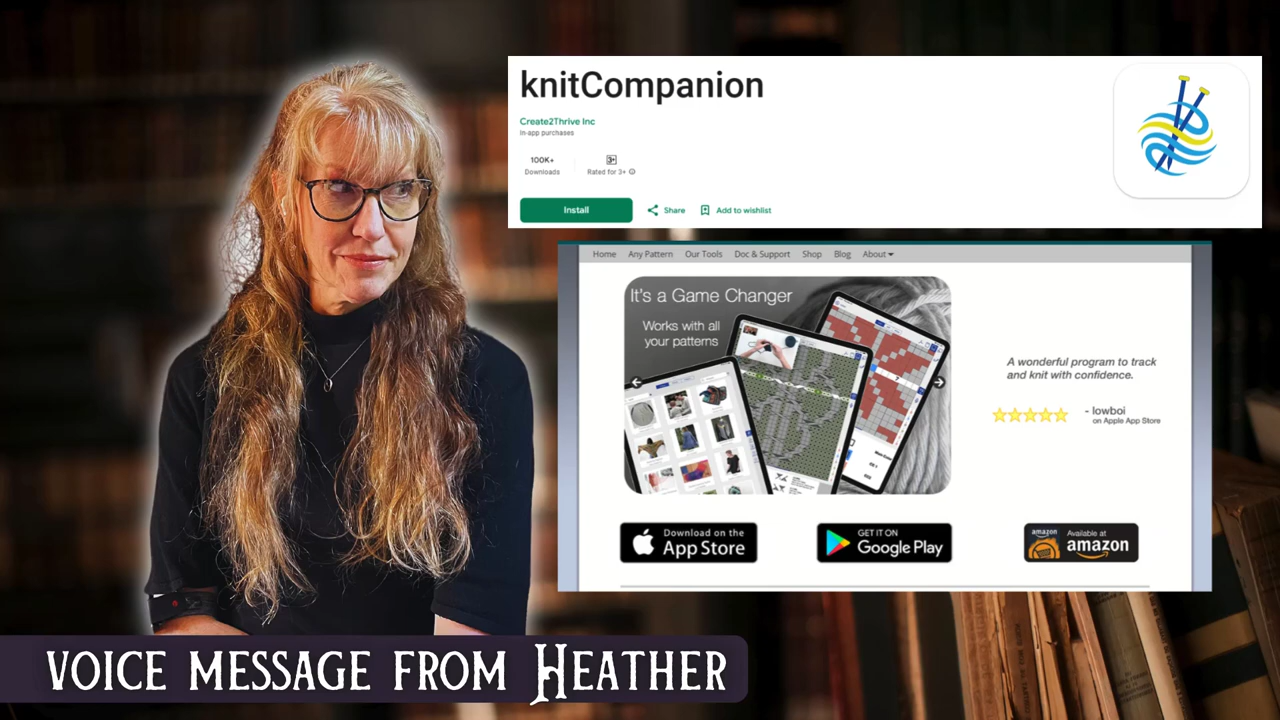 knitCompanion
Create2Thrive Inc
In-app purchases
100K+
Downloads
3+
Rated for 3+
Install
Share
Add to wishlist
Home Any Pattern Our Tools Doc & Support Shop Blog About
It's a Game Changer
Works with all
your patterns
A wonderful program to track
and knit with confidence.
- lowboi
on Apple App Store
Download on the
App Store
GET IT ON
Google Play
amazon
Available at
amazon
VOICE MESSAGE FROM HEATHER